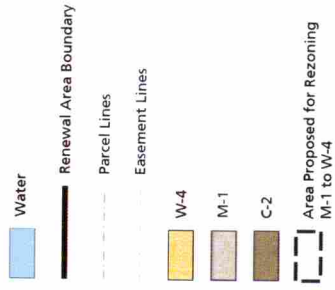 Water
Renewal Area Boundary
Parcel Lines
Easement Lines
W-4
M-1
C-2
Area Proposed for Rezoning
M-1 to W-4